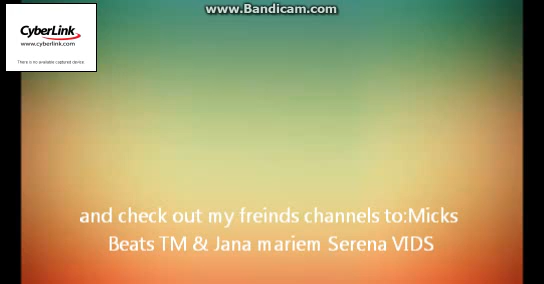 www.Bandicam.com
CyberLink
www.cyberlink.com
There is no available captured device.
and check out my freinds channels to:Micks
Beats TM & Jana mariem Serena VIDS